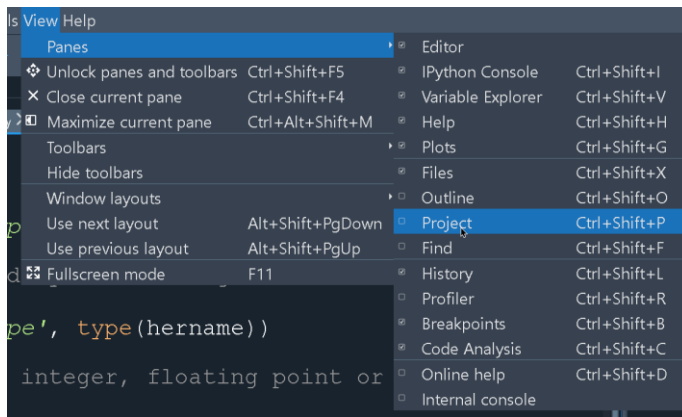 ls View Help
Panes
Unlock panes and toolbars Ctrl+Shift+F5
Close current pane Ctrl+Shift+F4
Maximize current pane Ctrl+Alt+Shift+M
Toolbars
Hide toolbars
Window layouts
Use next layout Alt+Shift+PgDown
Use previous layout Alt+Shift+PgUp
Fullscreen mode F11
Editor
IPython Console Ctrl+Shift+I
Variable Explorer Ctrl+Shift+V
Help Ctrl+Shift+H
Plots Ctrl+Shift+G
Files Ctrl+Shift+X
Outline Ctrl+Shift+O
Project Ctrl+Shift+P
Find Ctrl+Shift+F
History Ctrl+Shift+L
Profiler Ctrl+Shift+R
Breakpoints Ctrl+Shift+B
Code Analysis Ctrl+Shift+C
Online help Ctrl+Shift+D
Internal console
y
p
d
pe', type(hername))
integer, floating point or